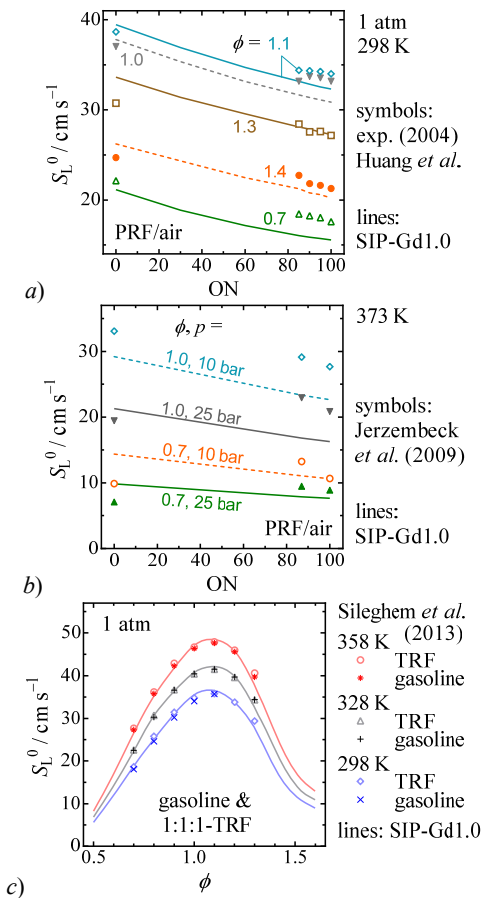 1 atm
298 K
symbols:
exp. (2004)
Huang et al.
lines:
SIP-Gd1.0
S_L^0 / cm s^−1
40
30
20
10
ϕ = 1.1
1.0
1.3
1.4
0.7
PRF/air
0 20 40 60 80 100
ON
a)
373 K
symbols:
Jerzembeck
et al. (2009)
lines:
SIP-Gd1.0
S_L^0 / cm s^−1
30
20
10
0
ϕ, p =
1.0, 10 bar
1.0, 25 bar
0.7, 10 bar
0.7, 25 bar
PRF/air
0 20 40 60 80 100
ON
b)
Sileghem et al.
(2013)
358 K
TRF
gasoline
328 K
TRF
gasoline
298 K
TRF
gasoline
lines: SIP-Gd1.0
1 atm
S_L^0 / cm s^−1
50
40
30
20
10
0
gasoline &
1:1:1-TRF
0.5 1.0 1.5
ϕ
c)